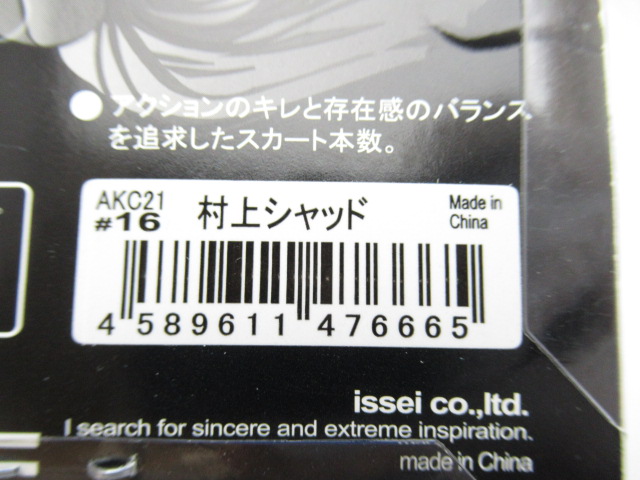 ●アクションのキレと存在感のバランス
を追求したスカート本数。
AKC21
#16
村上シャッド
Made in
China
4 589611 476665
issei co.,ltd.
I search for sincere and extreme inspiration.
made in China